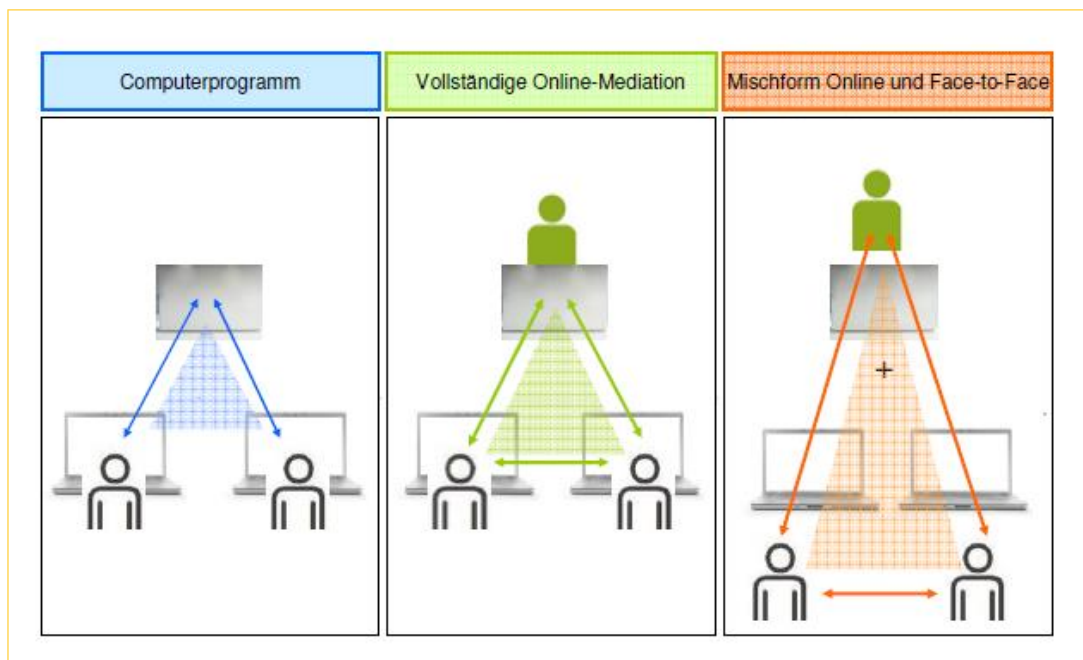 Computerprogramm
Vollständige Online-Mediation
Mischform Online und Face-to-Face
+